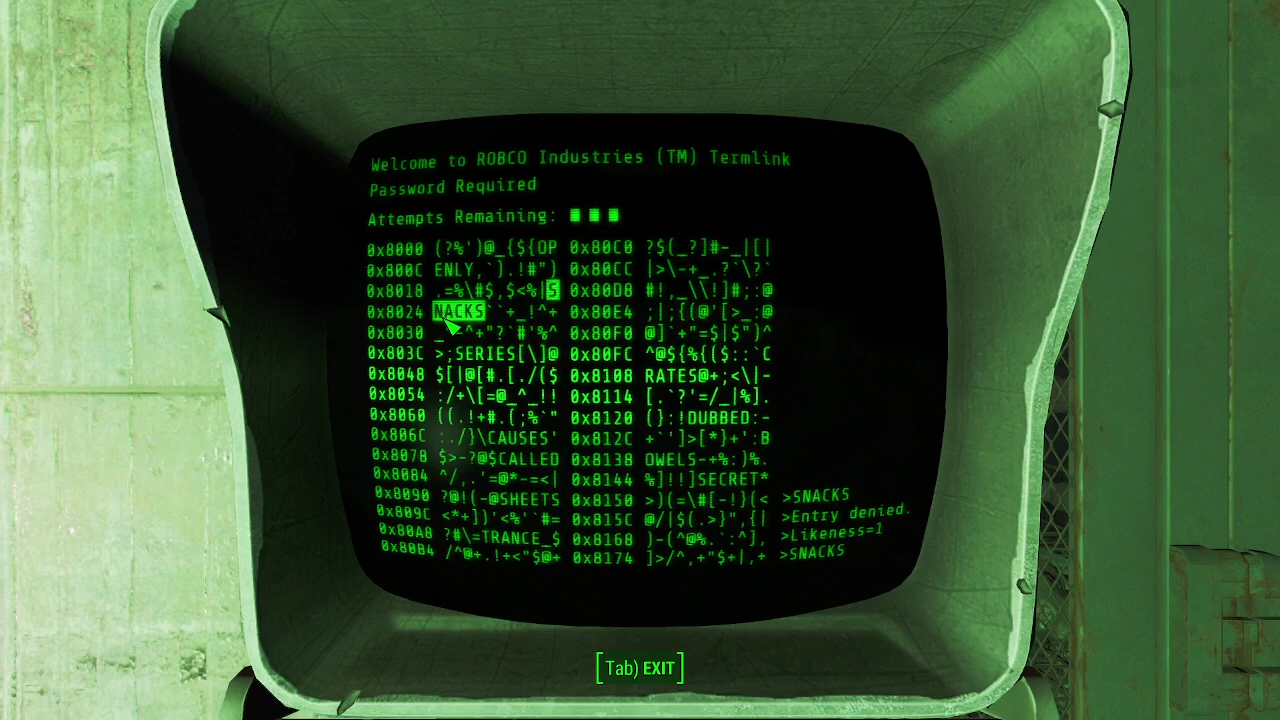 Welcome to ROBCO Industries (TM) Termlink
Password Required
Attempts Remaining: ■ ■ ■
0x8000 (?%')@_{${OP 0x80C0 ?$(_?]#-_|[|
0x800C ENLY,`).!#") 0x80CC |>\-+_.?`\?`
0x8018 .=%\#$,$<%|S 0x80D8 #!,_\\!]#;:@
0x8024 NACKS``+_!^+ 0x80E4 ;|;{(@'[>_:@
0x8030 _-=^+"?`#'%^ 0x80F0 @]`+"=$|$")^
0x803C >;SERIES[\]@ 0x80FC ^@${%{($::`C
0x8048 $[|@[#.[./($ 0x8108 RATES@+;<\|-
0x8054 :/+\[=@_^_!! 0x8114 [.`?'=/_|%].
0x8060 ((.!+#.(;%`" 0x8120 (}:!DUBBED:-
0x806C :./}\CAUSES' 0x812C +`']>[*}+':B
0x8078 $>-?@$CALLED 0x8138 OWELS-+%:)%.
0x8084 ^/,.'=@*-=<| 0x8144 %]!!]SECRET*
0x8090 ?@!(-@SHEETS 0x8150 >)(=\#[-!}(< >SNACKS
0x809C <*+])'<%'`#= 0x815C @/|$(.>}",{| >Entry denied.
0x80A8 ?#\=TRANCE_$ 0x8168 )-(^@%.`:^], >Likeness=1
0x80B4 /^@+.!+<"$@+ 0x8174 ]>/^,+"$+|,+ >SNACKS
[Tab) EXIT]